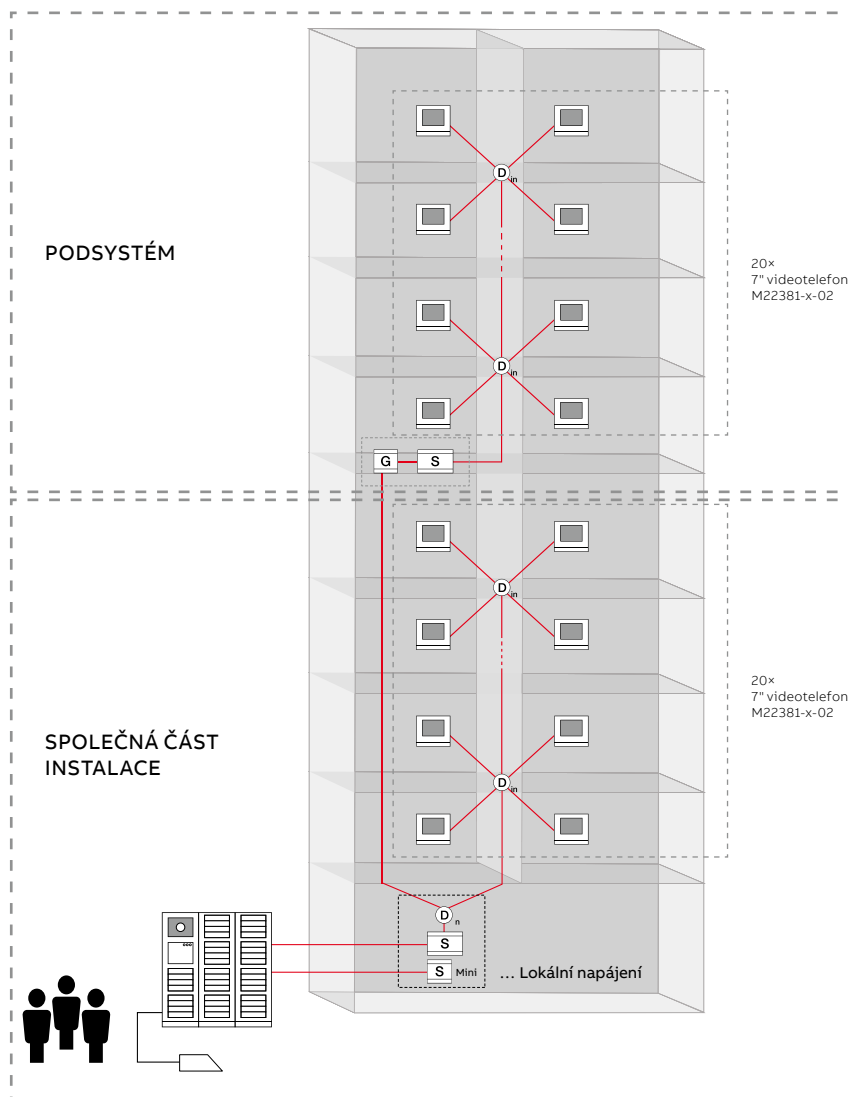 D in
PODSYSTÉM
20×
7" videotelefon
M22381-x-02
D in
G S
D in
20×
7" videotelefon
M22381-x-02
SPOLEČNÁ ČÁST
INSTALACE
D in
D n
S
S Mini ... Lokální napájení